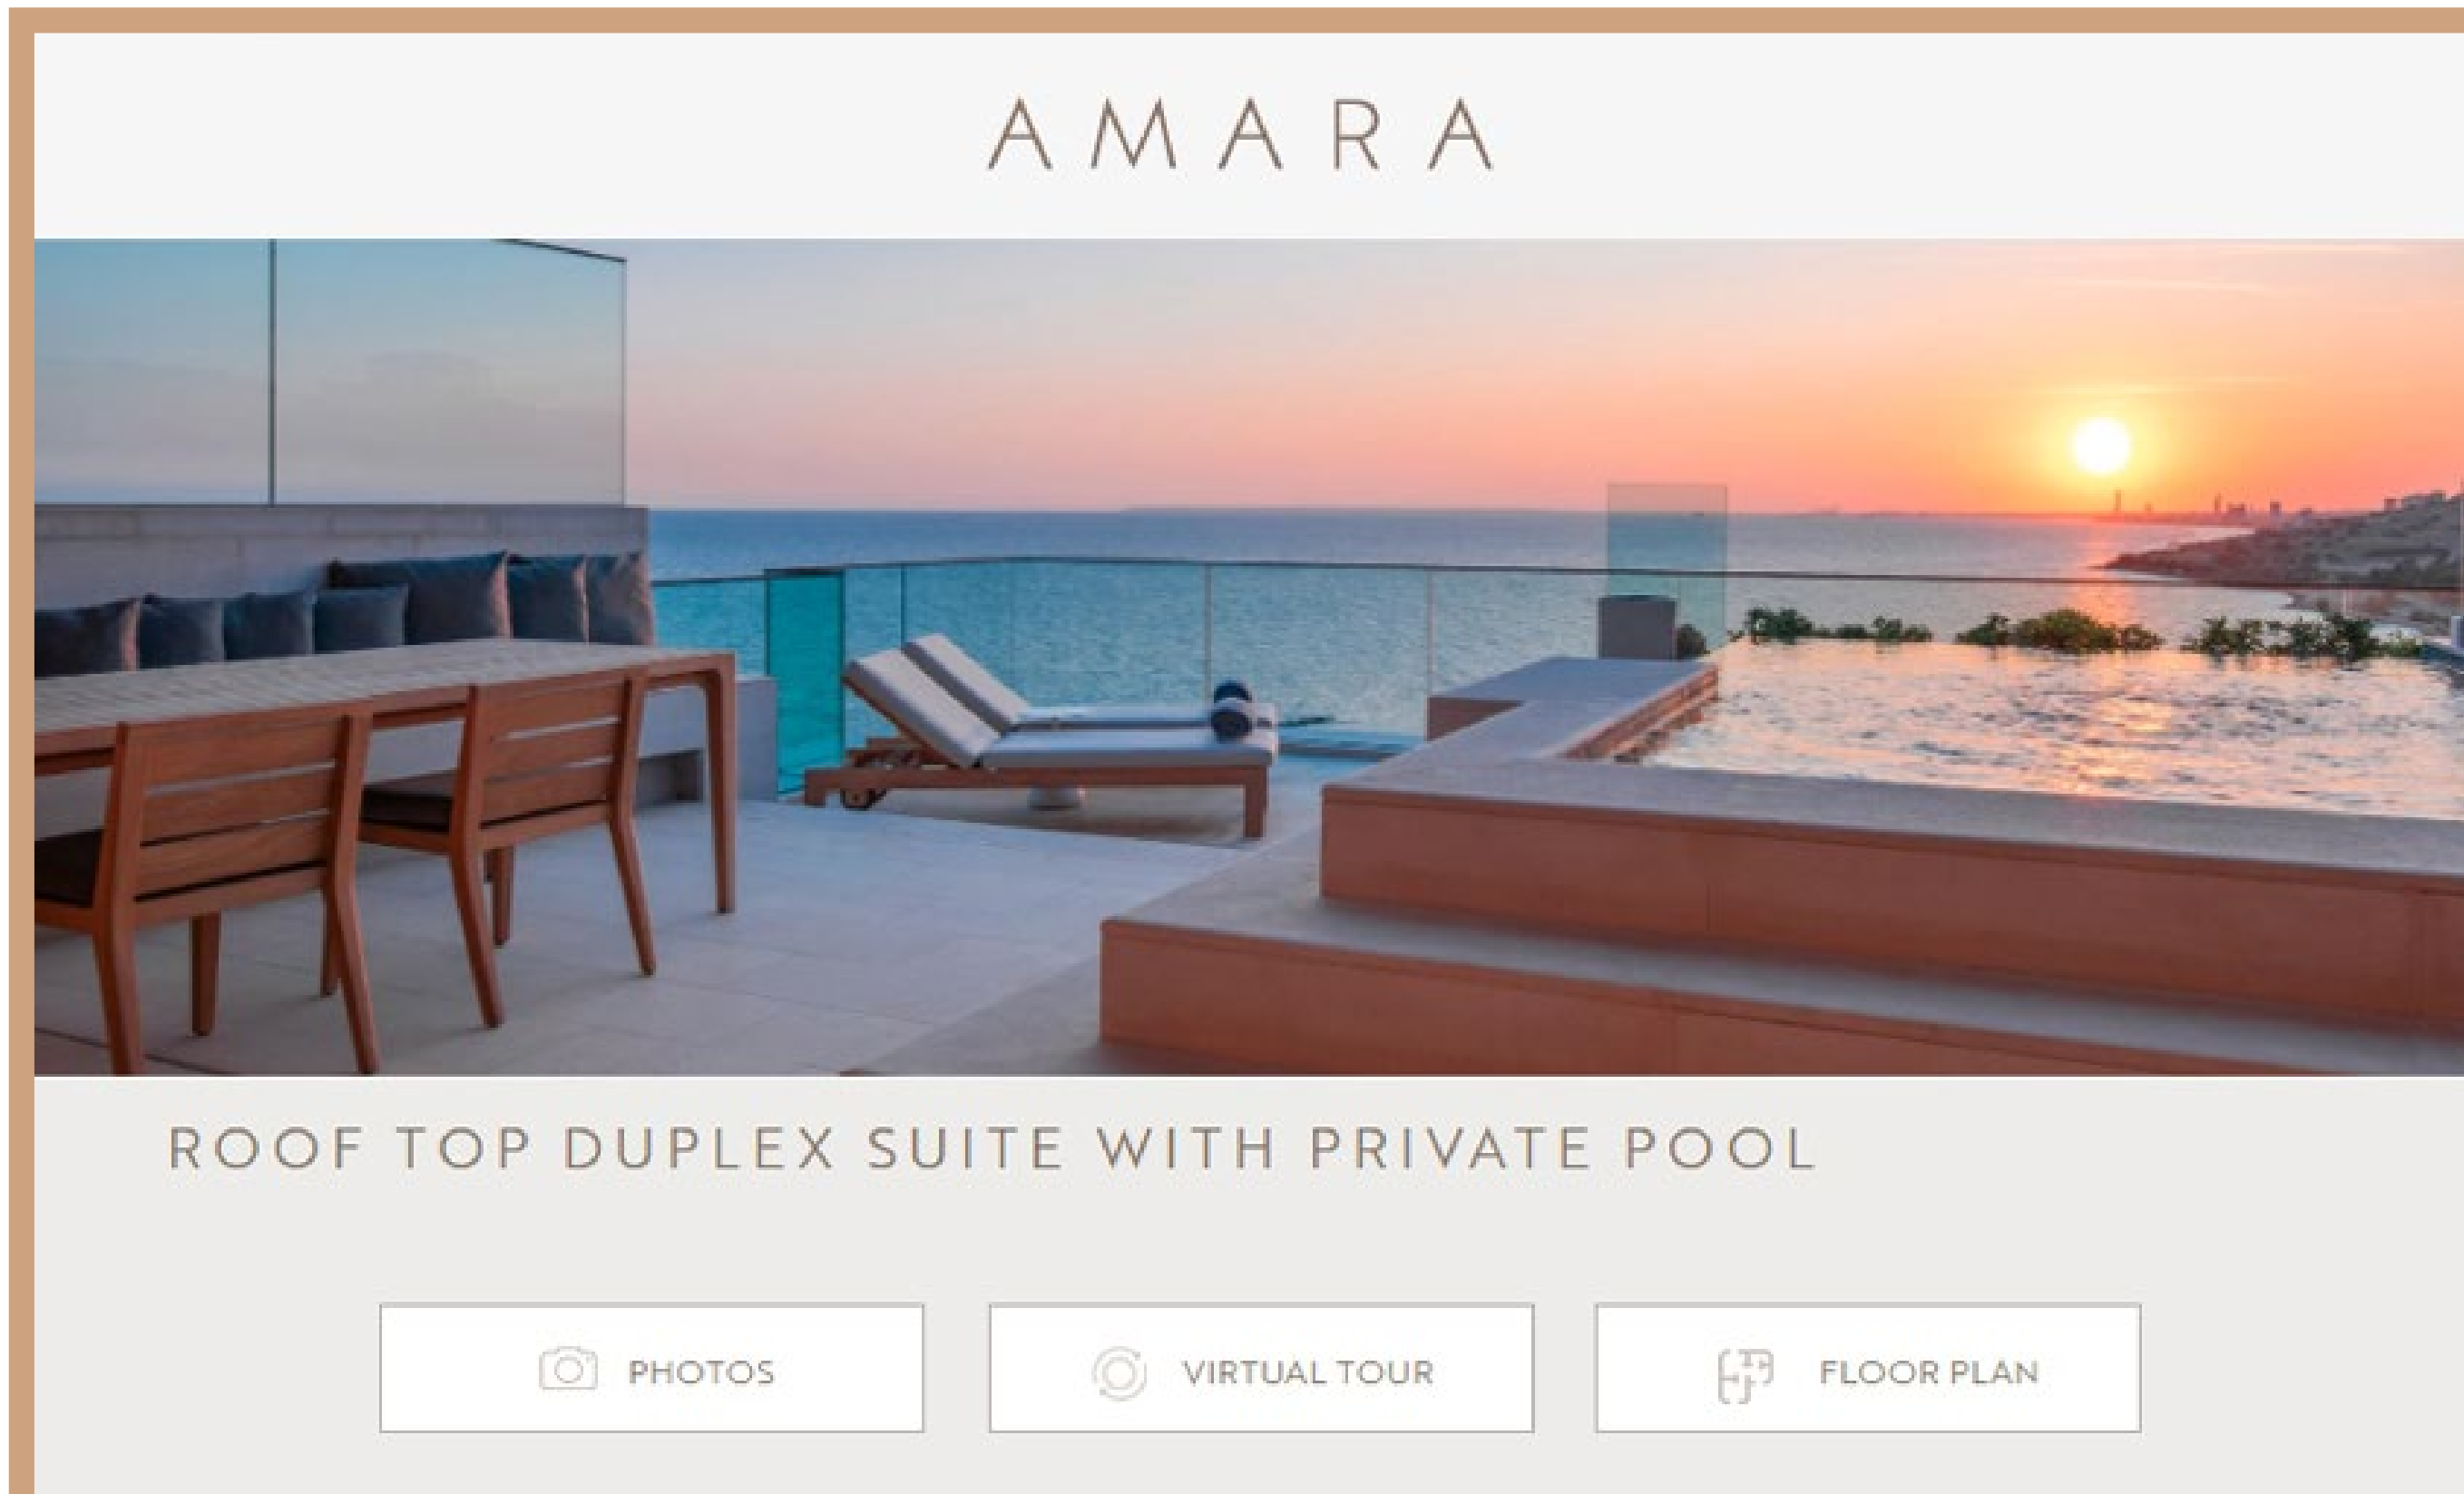 AMARA
ROOF TOP DUPLEX SUITE WITH PRIVATE POOL
PHOTOS
VIRTUAL TOUR
FLOOR PLAN